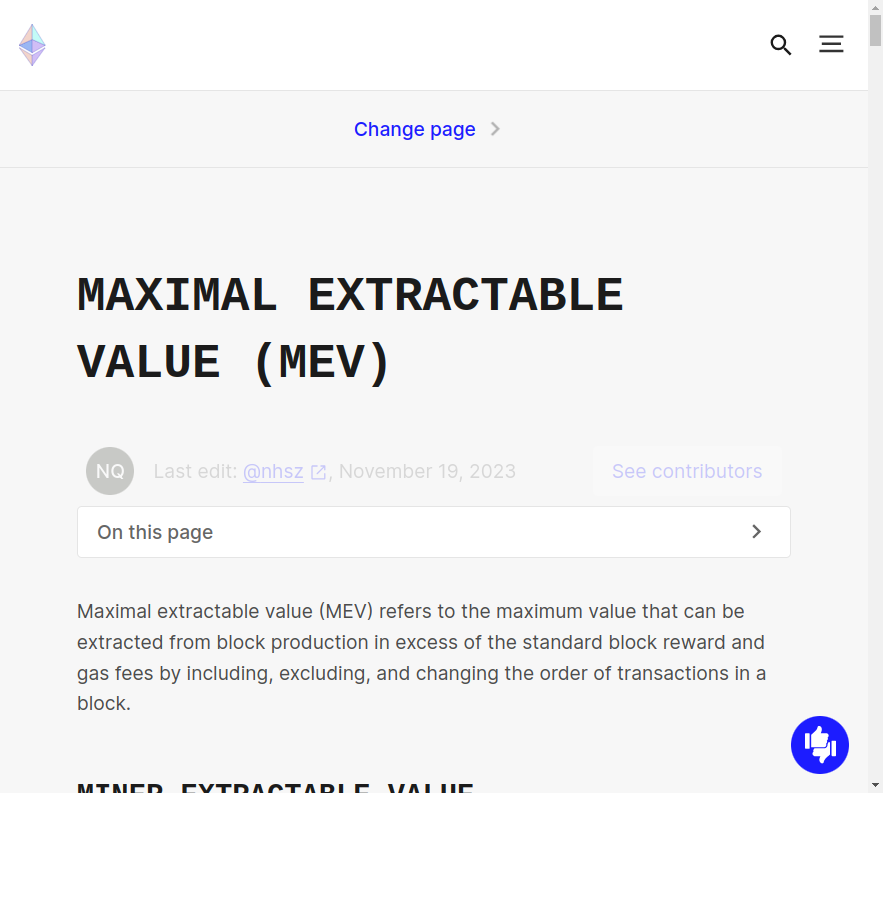 Change page
MAXIMAL EXTRACTABLE
VALUE (MEV)
NQ
Last edit: @nhsz, November 19, 2023
See contributors
On this page
Maximal extractable value (MEV) refers to the maximum value that can be
extracted from block production in excess of the standard block reward and
gas fees by including, excluding, and changing the order of transactions in a
block.
MINER EXTRACTABLE VALUE